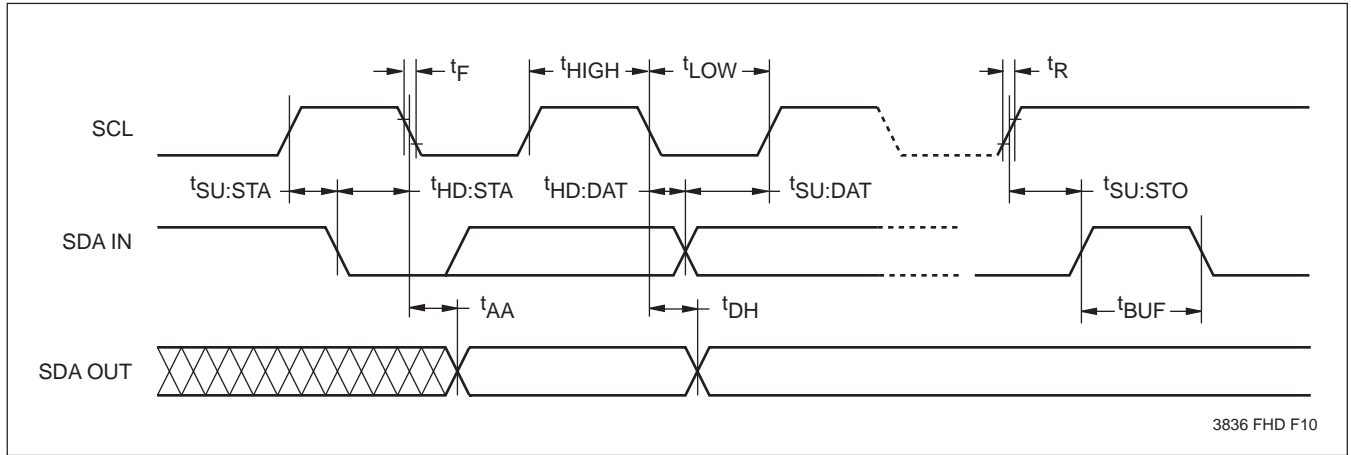 tF
tHIGH
tLOW
tR
SCL
tSU:STA
tHD:STA
tHD:DAT
tSU:DAT
tSU:STO
SDA IN
tAA
tDH
tBUF
SDA OUT
3836 FHD F10